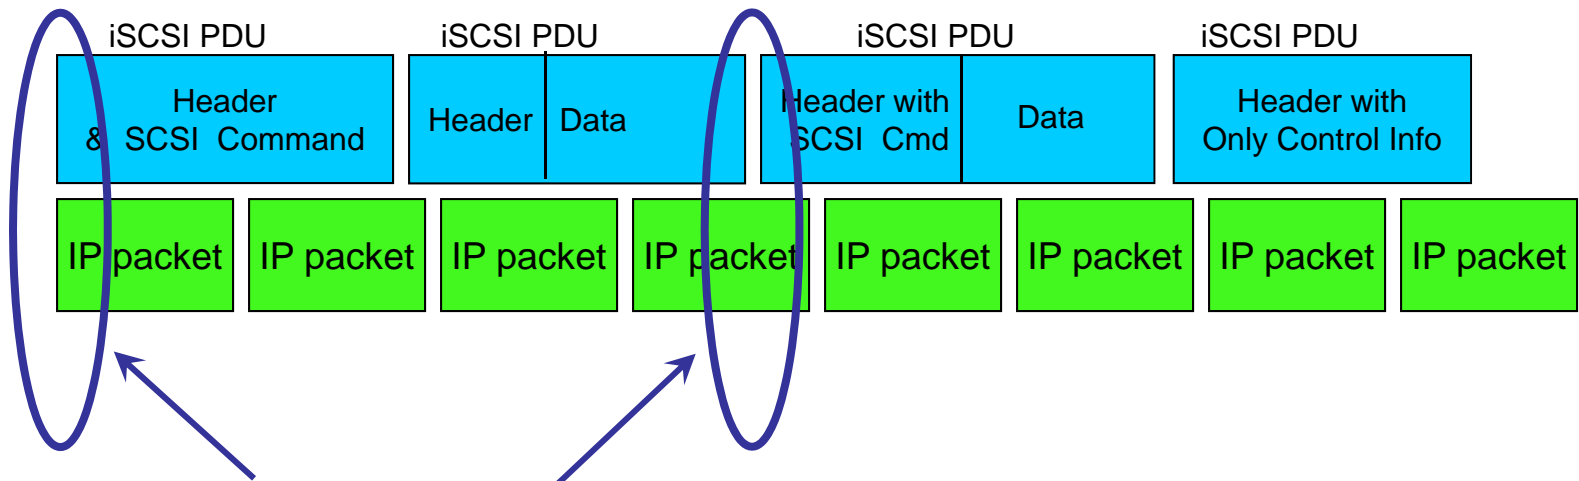 iSCSI PDU
iSCSI PDU
iSCSI PDU
iSCSI PDU
Header
& SCSI Command
Header
Data
Header with
SCSI Cmd
Data
Header with
Only Control Info
IP packet
IP packet
IP packet
IP packet
IP packet
IP packet
IP packet
IP packet